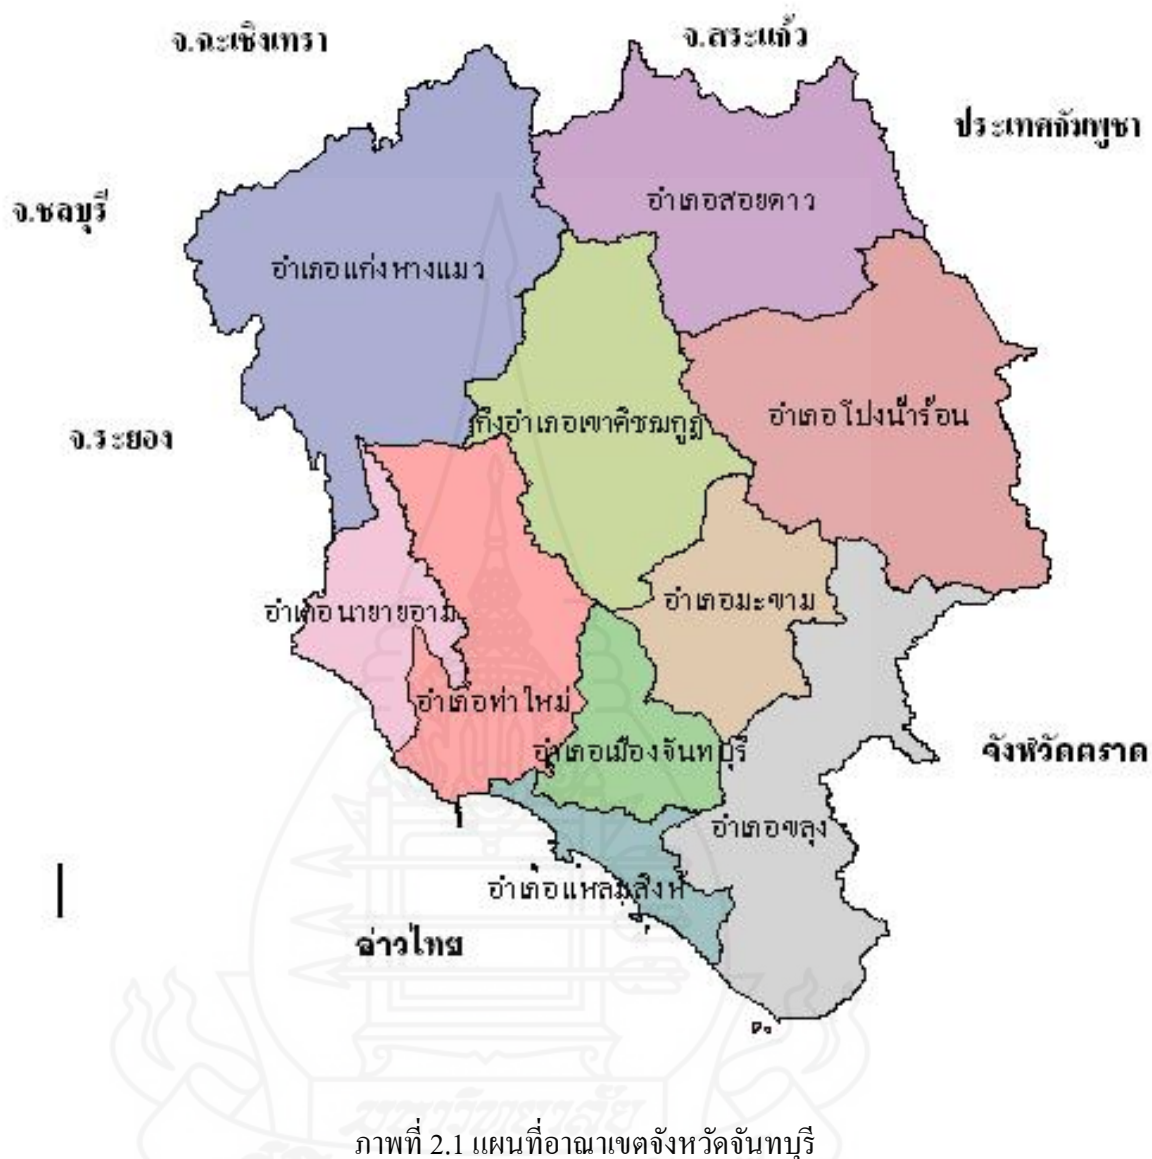 จ.ฉะเชิงเทรา
จ.สระแก้ว
ประเทศกัมพูชา
จ.ชลบุรี
อำเภอสอยดาว
อำเภอแก่งหางแมว
จ.ระยอง
กิ่งอำเภอเขาคิชฌกูฏ
อำเภอโป่งน้ำร้อน
อำเภอนายายอาม
อำเภอมะขาม
อำเภอท่าใหม่
อำเภอเมืองจันทบุรี
จังหวัดตราด
อำเภอขลุง
อำเภอแหลมสิงห์
อ่าวไทย
ภาพที่ 2.1 แผนที่อาณาเขตจังหวัดจันทบุรี